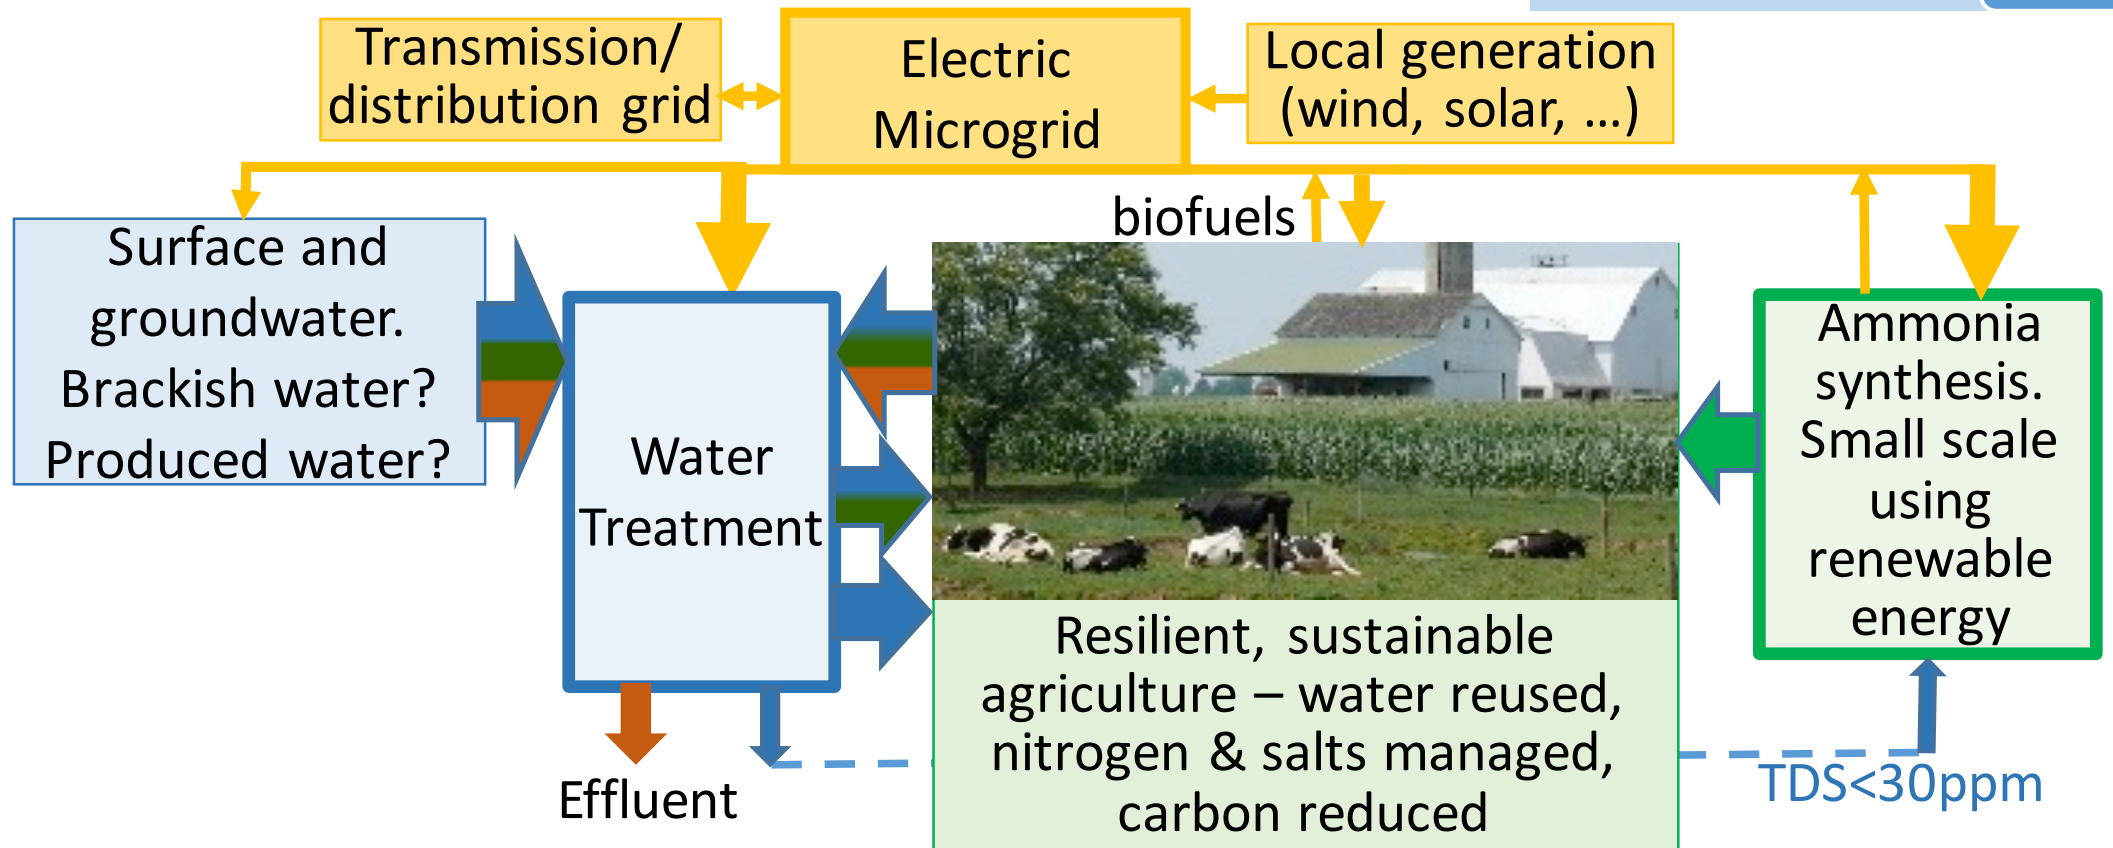 Transmission/
distribution grid
Electric
Microgrid
Local generation
(wind, solar, ...)
biofuels
Surface and
groundwater.
Brackish water?
Produced water?
Water
Treatment
Ammonia
synthesis.
Small scale
using
renewable
energy
Resilient, sustainable
agriculture – water reused,
nitrogen & salts managed,
carbon reduced
Effluent
TDS<30ppm